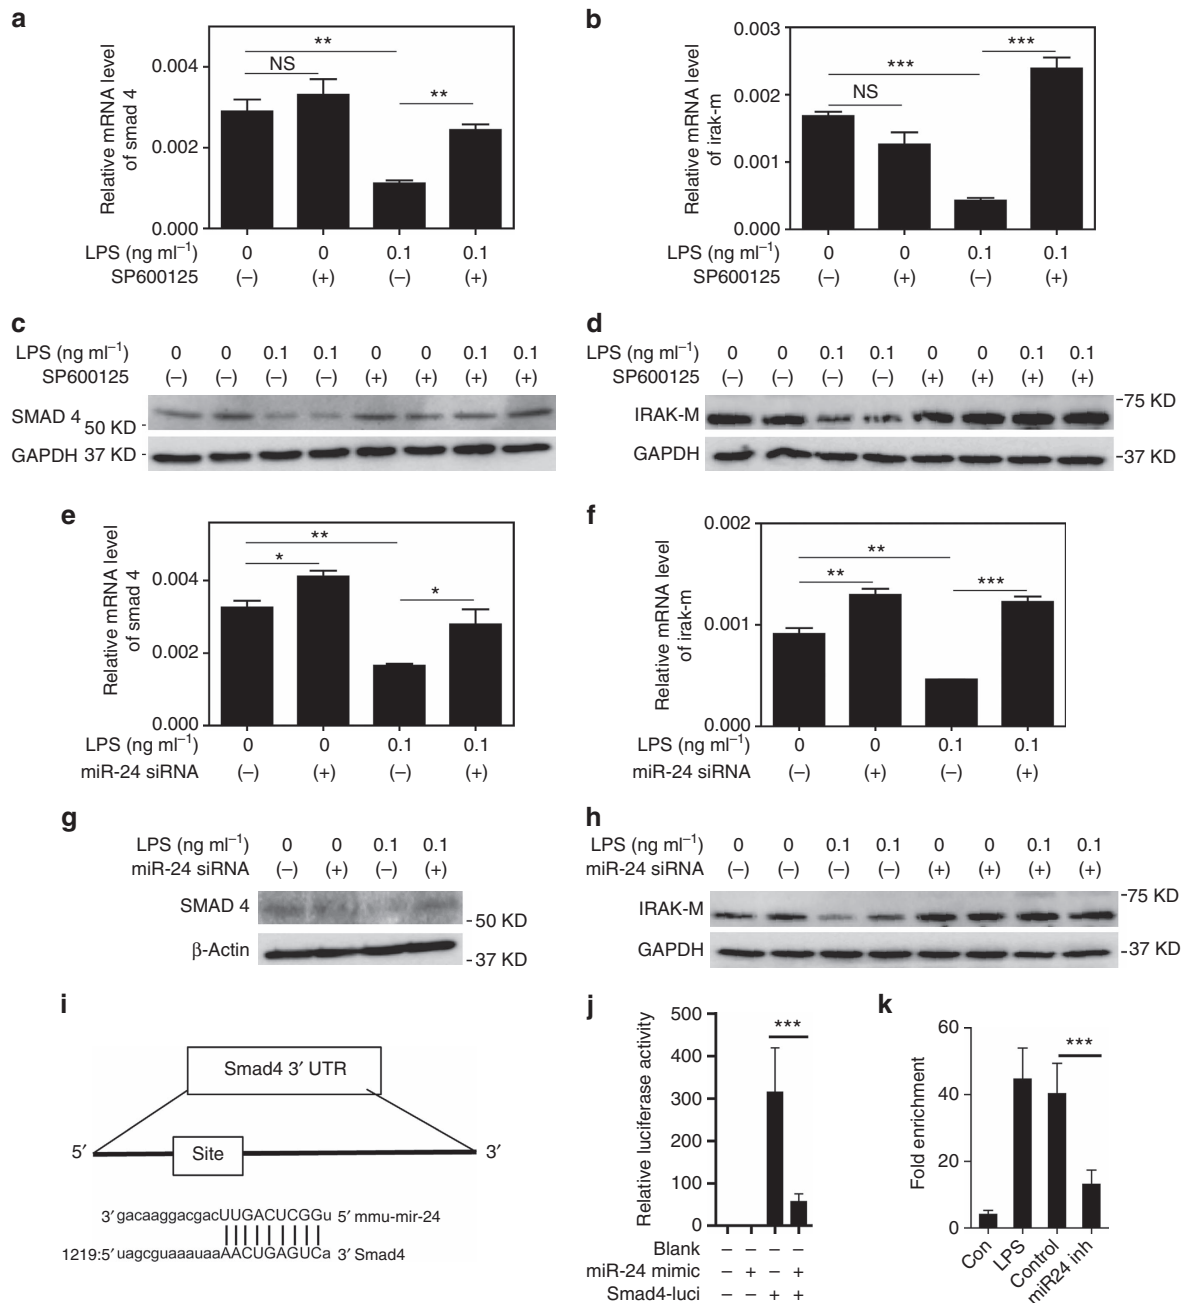 a
Relative mRNA level
of smad 4
0.004
0.002
0.000
**
NS
**
LPS (ng ml−1) 0 0 0.1 0.1
SP600125 (−) (+) (−) (+)
b
Relative mRNA level
of irak-m
0.003
0.002
0.001
0.000
***
***
NS
LPS (ng ml−1) 0 0 0.1 0.1
SP600125 (−) (+) (−) (+)
c
LPS (ng ml−1) 0 0 0.1 0.1 0 0 0.1 0.1
SP600125 (−) (−) (−) (−) (+) (+) (+) (+)
SMAD 4
50 KD -
GAPDH 37 KD -
d
LPS (ng ml−1) 0 0 0.1 0.1 0 0 0.1 0.1
SP600125 (−) (−) (−) (−) (+) (+) (+) (+)
IRAK-M
-75 KD
GAPDH
-37 KD
e
Relative mRNA level
of smad 4
0.004
0.002
0.000
**
*
*
LPS (ng ml−1) 0 0 0.1 0.1
miR-24 siRNA (−) (+) (−) (+)
f
Relative mRNA level
of irak-m
0.002
0.001
0.000
**
**
***
LPS (ng ml−1) 0 0 0.1 0.1
miR-24 siRNA (−) (+) (−) (+)
g
LPS (ng ml−1) 0 0 0.1 0.1
miR-24 siRNA (−) (+) (−) (+)
SMAD 4
- 50 KD
β-Actin
- 37 KD
h
LPS (ng ml−1) 0 0 0.1 0.1 0 0 0.1 0.1
miR-24 siRNA (−) (−) (−) (−) (+) (+) (+) (+)
IRAK-M
-75 KD
GAPDH
-37 KD
i
Smad4 3′ UTR
5′ Site 3′
3′ gacaaggacgacUUGACUCGGu 5′ mmu-mir-24
1219:5′ uagcguaaauaaAACUGAGUCa 3′ Smad4
j
Relative luciferase activity
500
400
300
200
100
0
***
Blank − − − −
miR-24 mimic − + − +
Smad4-luci − − + +
k
Fold enrichment
60
40
20
0
***
Con
LPS
Control
miR24 inh